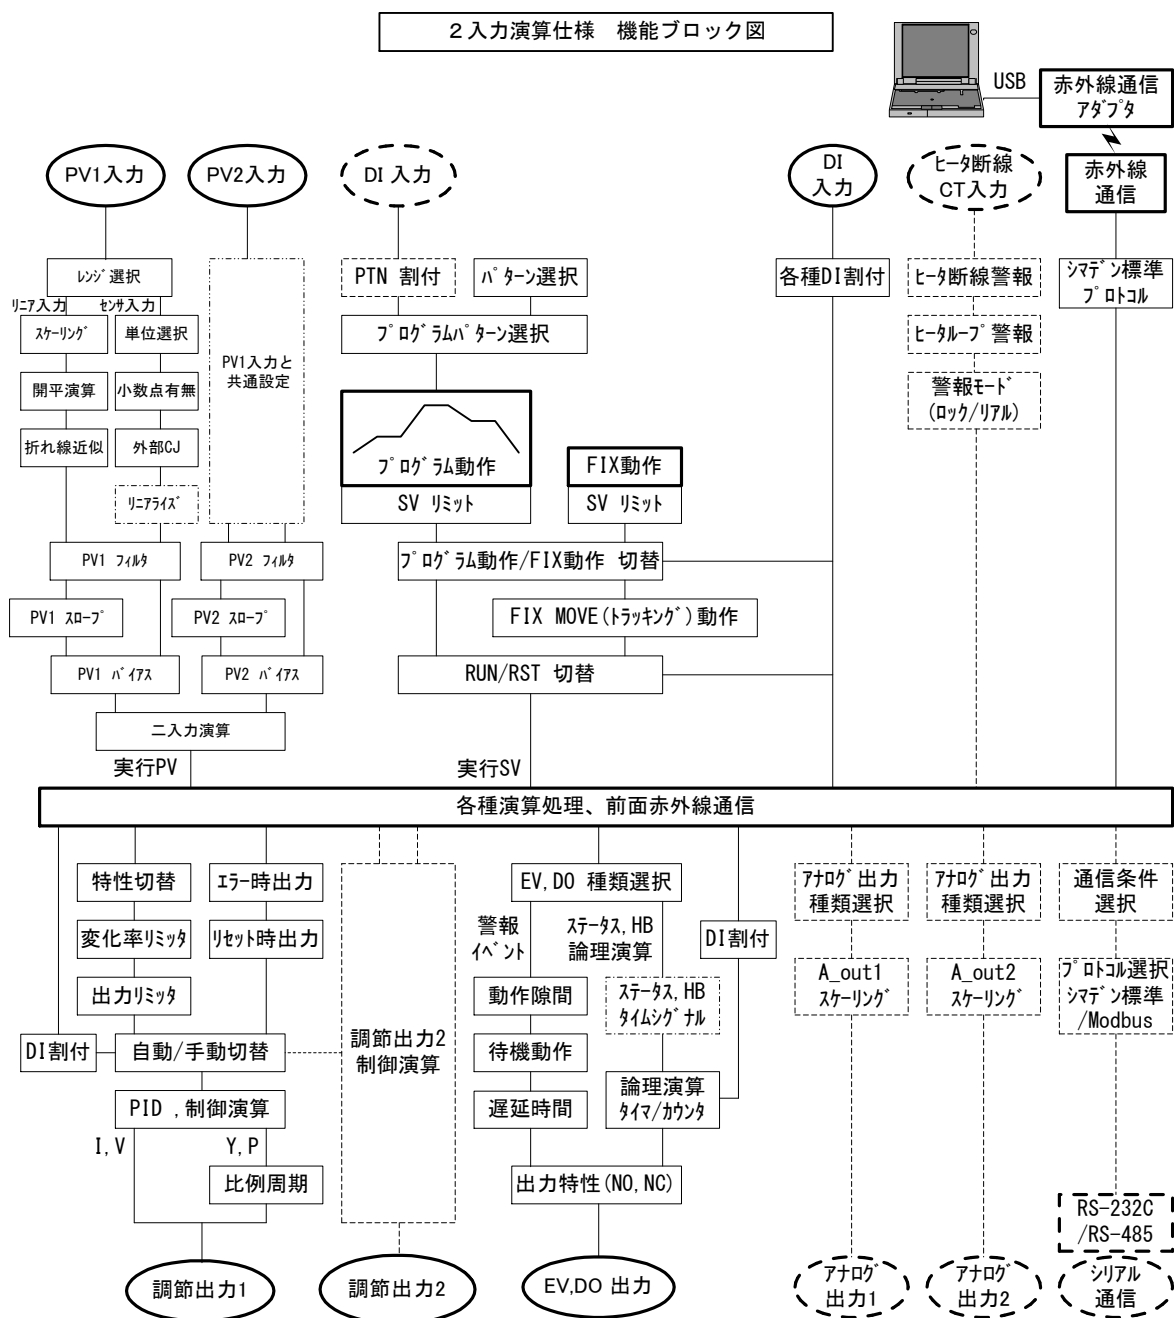 2入力演算仕様　機能ブロック図
USB
赤外線通信
アダプタ
PV1入力
PV2入力
DI 入力
DI
入力
ヒータ断線
CT入力
赤外線
通信
レンジ選択
PTN 割付
パターン選択
各種DI割付
ヒータ断線警報
シマデン標準
プロトコル
リニア入力
センサ入力
スケーリング
単位選択
PV1入力と
共通設定
プログラムパターン選択
ヒータループ警報
開平演算
小数点有無
警報モード
(ロック/リアル)
折れ線近似
外部CJ
プログラム動作
FIX動作
リニアライズ
SV リミット
SV リミット
PV1 フィルタ
PV2 フィルタ
プログラム動作/FIX動作 切替
PV1 スロープ
PV2 スロープ
FIX MOVE(トラッキング)動作
PV1 バイアス
PV2 バイアス
RUN/RST 切替
二入力演算
実行PV
実行SV
各種演算処理、前面赤外線通信
特性切替
エラー時出力
調節出力2
制御演算
EV,DO 種類選択
アナログ出力
種類選択
アナログ出力
種類選択
通信条件
選択
変化率リミッタ
リセット時出力
警報
イベント
ステータス,HB
論理演算
DI割付
出力リミッタ
動作隙間
ステータス,HB
タイムシグナル
A_out1
スケーリング
A_out2
スケーリング
プロトコル選択
シマデン標準
/Modbus
DI割付
自動/手動切替
待機動作
PID ,制御演算
遅延時間
論理演算
タイマ/カウンタ
I,V
Y,P
比例周期
出力特性(NO,NC)
RS-232C
/RS-485
調節出力1
調節出力2
EV,DO 出力
アナログ
出力1
アナログ
出力2
シリアル
通信